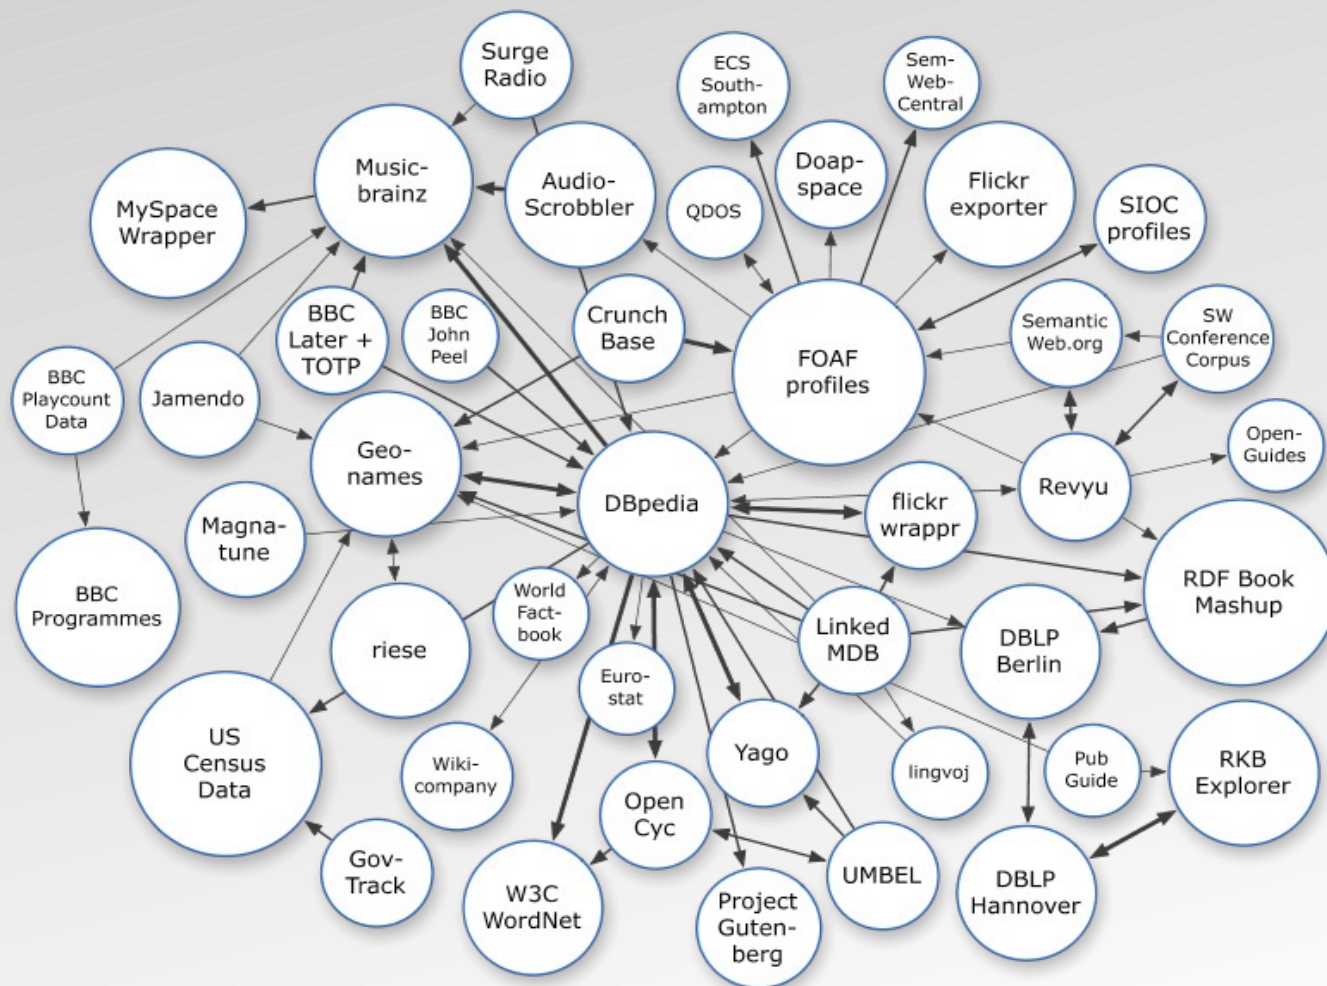 Surge
Radio
ECS
South-
ampton
Sem-
Web-
Central
Music-
brainz
Audio-
Scrobbler
Doap-
space
Flickr
exporter
MySpace
Wrapper
QDOS
SIOC
profiles
BBC
Later +
TOTP
BBC
John
Peel
Crunch
Base
FOAF
profiles
Semantic
Web.org
SW
Conference
Corpus
BBC
Playcount
Data
Jamendo
Geo-
names
DBpedia
flickr
wrappr
Revyu
Open-
Guides
Magna-
tune
BBC
Programmes
riese
World
Fact-
book
Linked
MDB
DBLP
Berlin
RDF Book
Mashup
US
Census
Data
Euro-
stat
Wiki-
company
Yago
lingvoj
Pub
Guide
RKB
Explorer
Open
Cyc
Gov-
Track
W3C
WordNet
Project
Guten-
berg
UMBEL
DBLP
Hannover